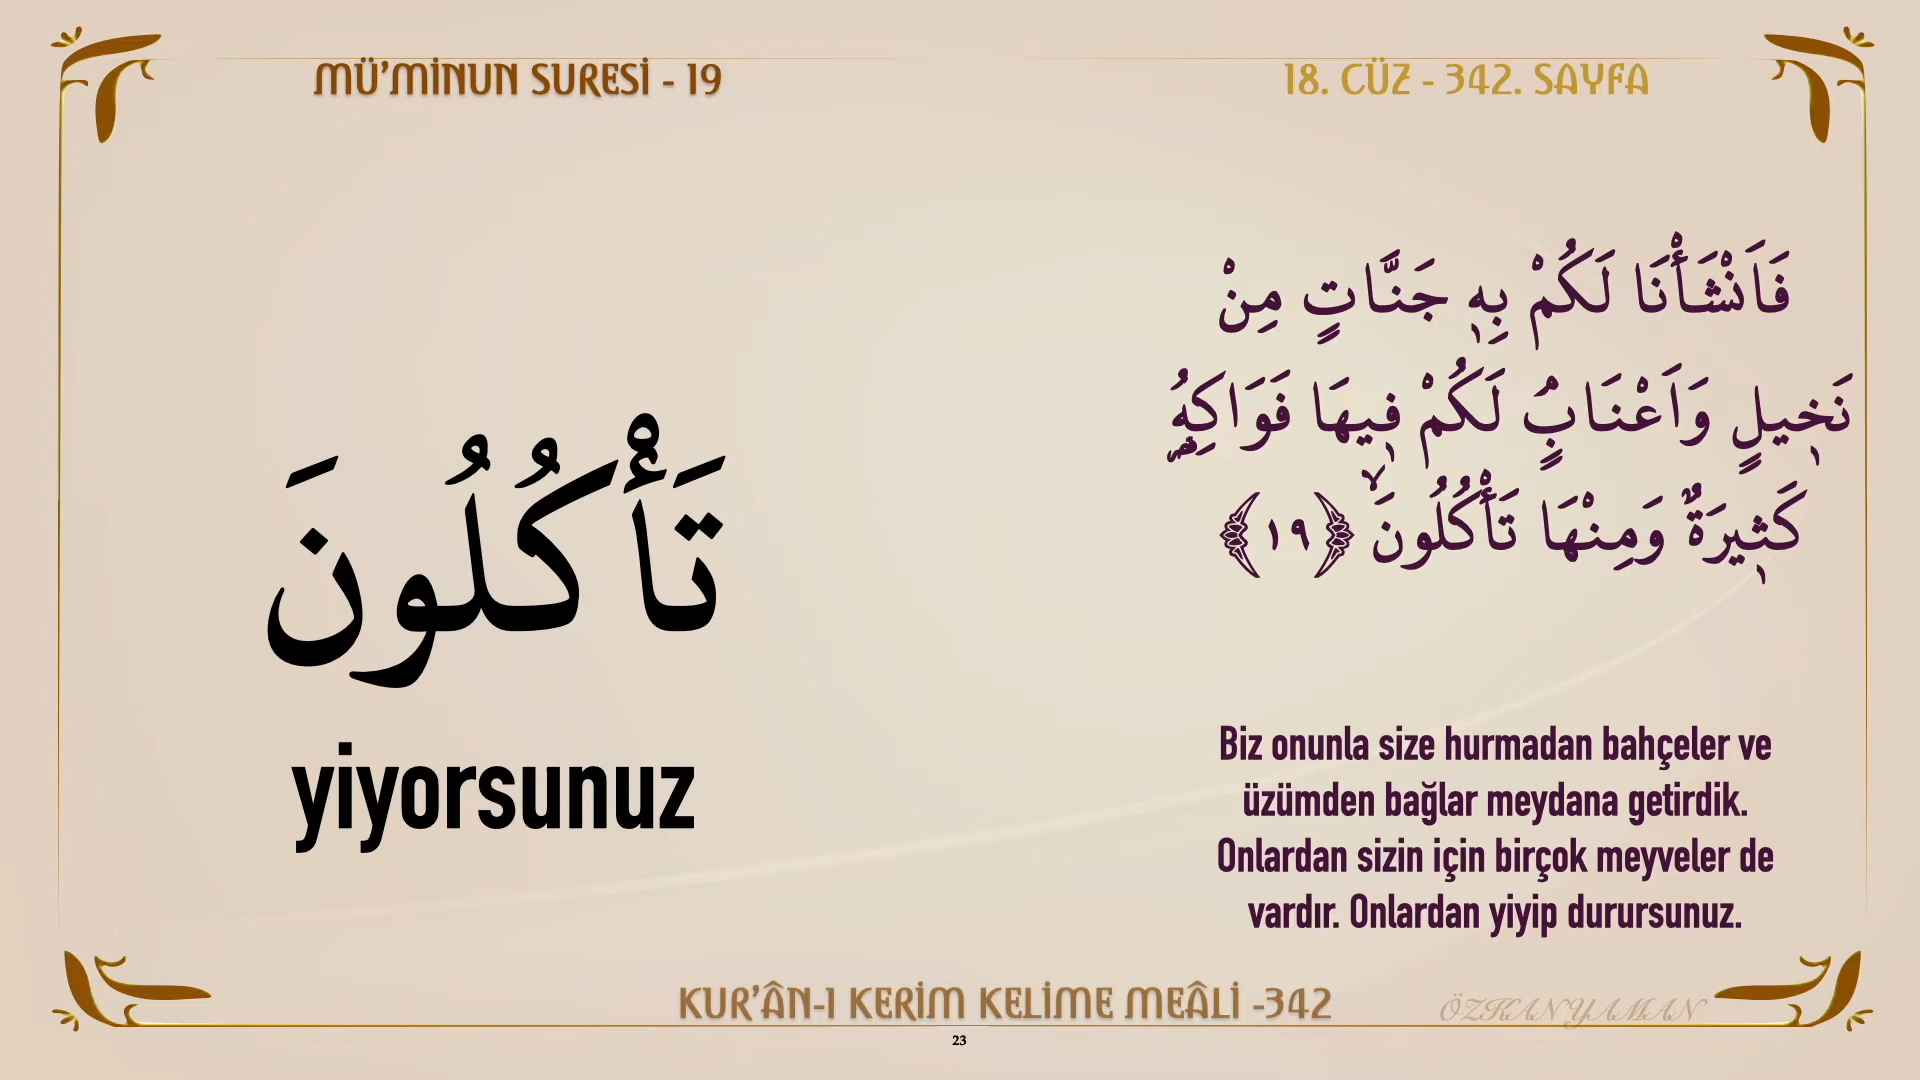 MÜ’MİNUN SURESİ - 19
18. CÜZ - 342. SAYFA
فَاَنْشَأْنَا لَكُمْ بِهٖ جَنَّاتٍ مِنْ
نَخٖيلٍ وَاَعْنَابٍۢ لَكُمْ فٖيهَا فَوَاكِهُ
كَثٖيرَةٌ وَمِنْهَا تَأْكُلُونَۙ ﴿١٩﴾
تَأْكُلُونَ
yiyorsunuz
Biz onunla size hurmadan bahçeler ve
üzümden bağlar meydana getirdik.
Onlardan sizin için birçok meyveler de
vardır. Onlardan yiyip durursunuz.
KUR’ÂN-I KERİM KELİME MEÂLİ -342
ÖZKAN YAMAN
23